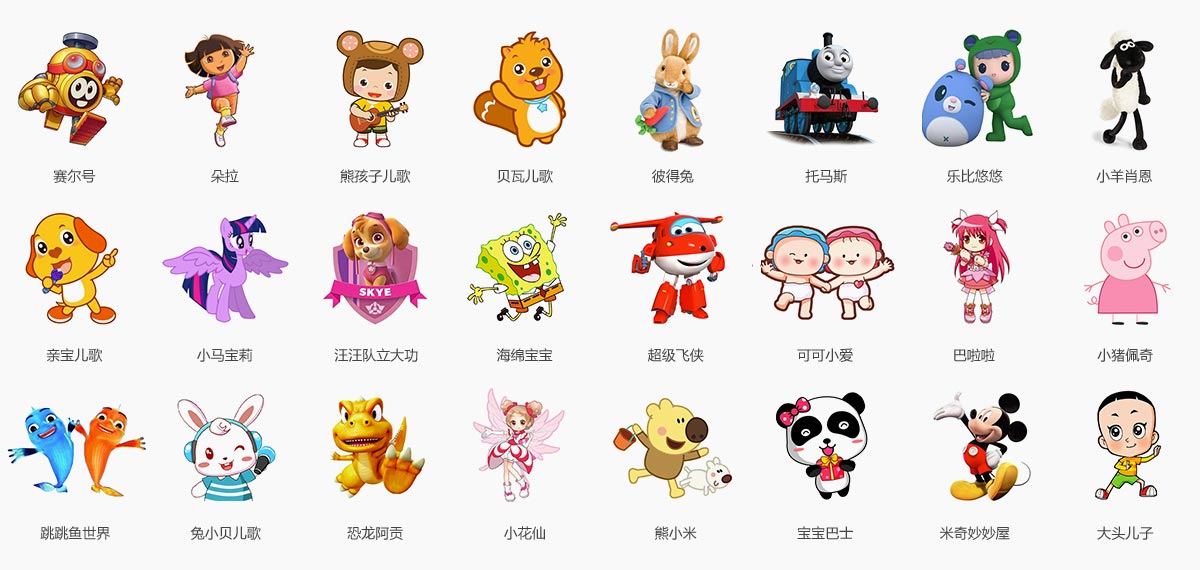 赛尔号
朵拉
熊孩子儿歌
贝瓦儿歌
彼得兔
托马斯
乐比悠悠
小羊肖恩
SKYE
亲宝儿歌
小马宝莉
汪汪队立大功
海绵宝宝
超级飞侠
可可小爱
巴啦啦
小猪佩奇
跳跳鱼世界
兔小贝儿歌
恐龙阿贡
小花仙
熊小米
宝宝巴士
米奇妙妙屋
大头儿子